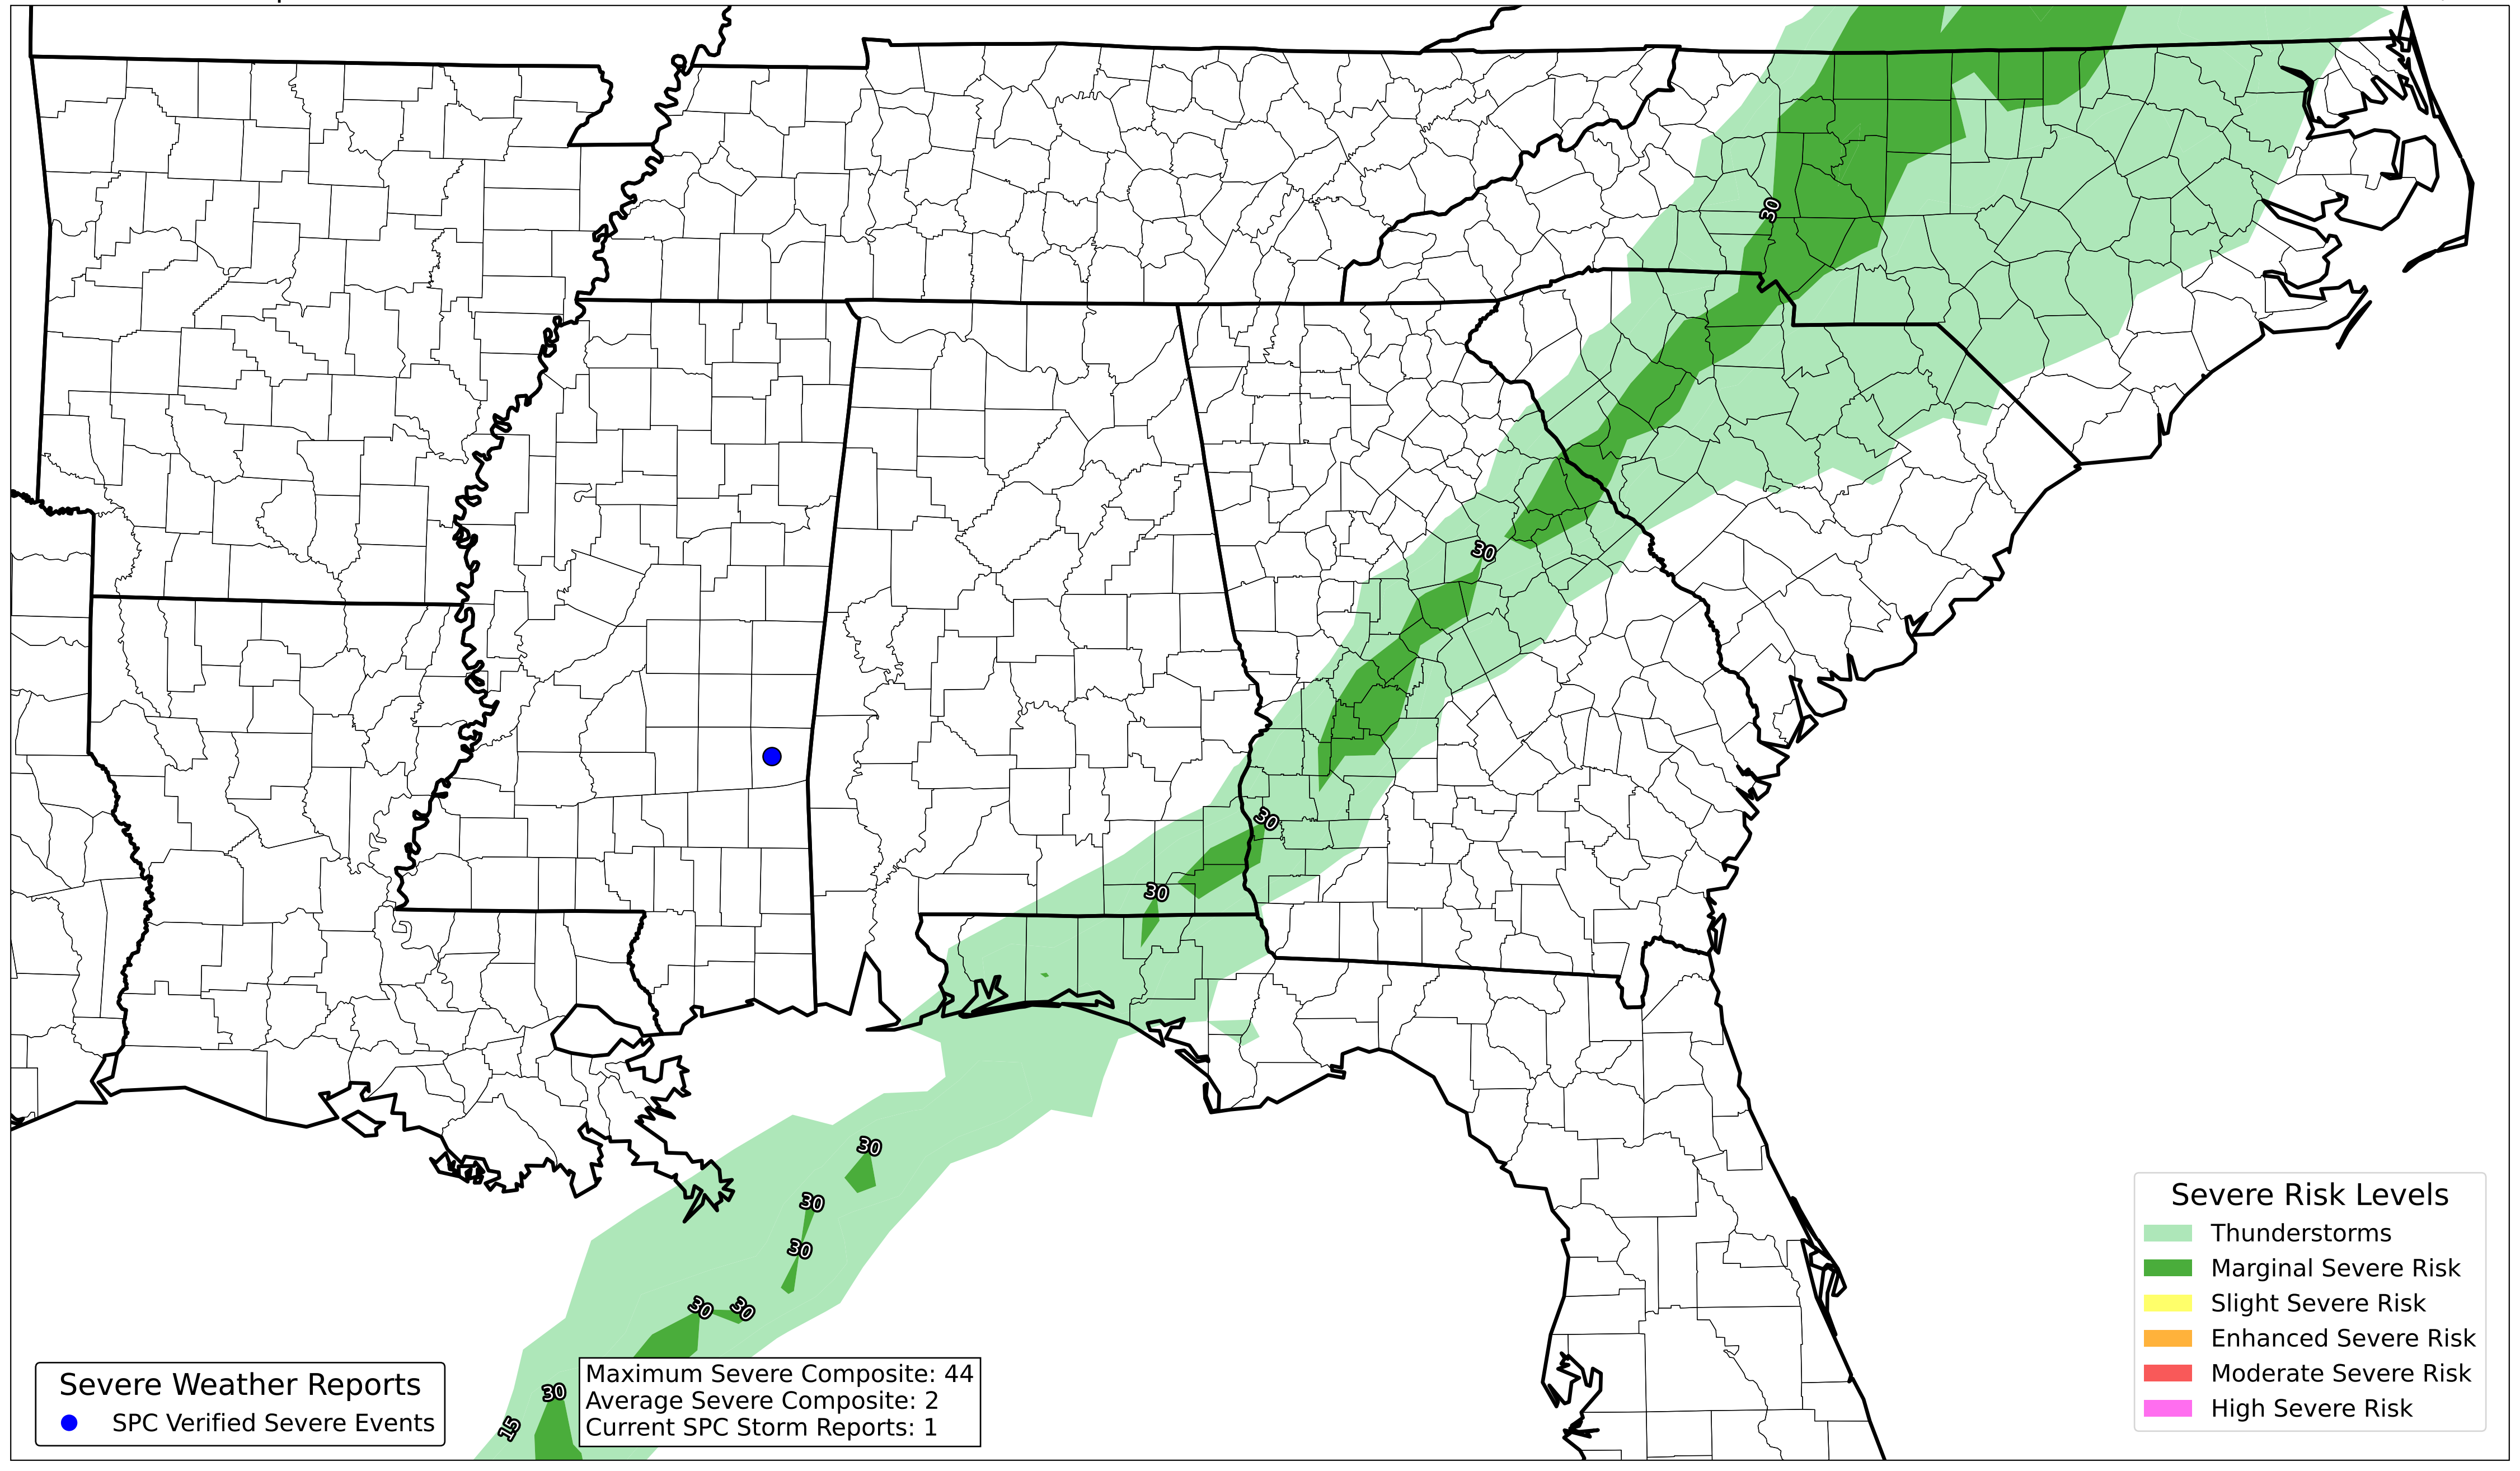 30
30
30
30
30
30
30
30
30
30
15
Severe Weather Reports
SPC Verified Severe Events
Maximum Severe Composite: 44
Average Severe Composite: 2
Current SPC Storm Reports: 1
Severe Risk Levels
Thunderstorms
Marginal Severe Risk
Slight Severe Risk
Enhanced Severe Risk
Moderate Severe Risk
High Severe Risk